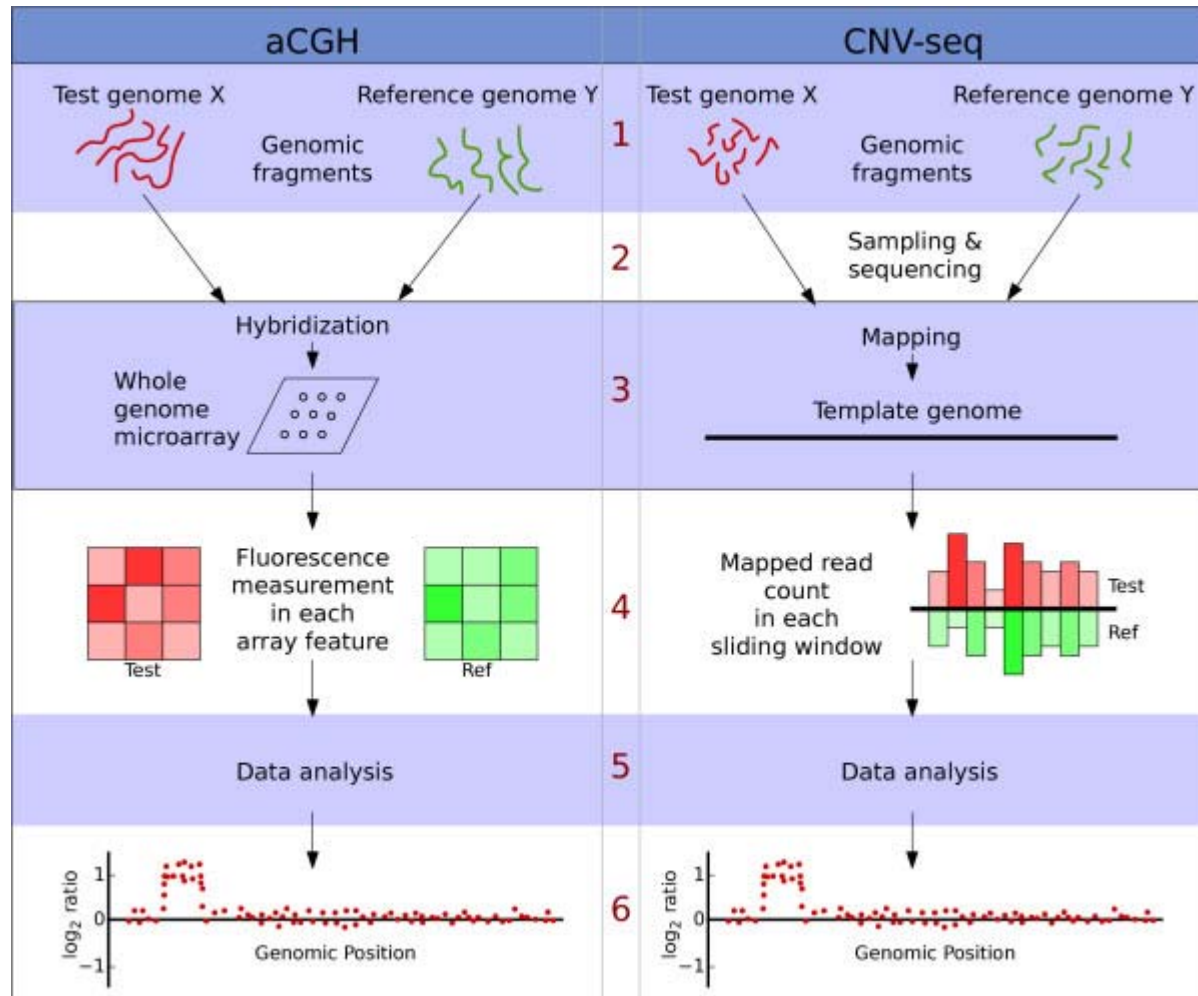 aCGH
CNV-seq
Test genome X
Reference genome Y
Genomic
fragments
1
Test genome X
Reference genome Y
Genomic
fragments
2
Sampling &
sequencing
Hybridization
Whole
genome
microarray
3
Mapping
Template genome
Test
Fluorescence
measurement
in each
array feature
Ref
4
Mapped read
count
in each
sliding window
Test
Ref
Data analysis
5
Data analysis
log2 ratio
1
0
−1
Genomic Position
6
log2 ratio
1
0
−1
Genomic Position